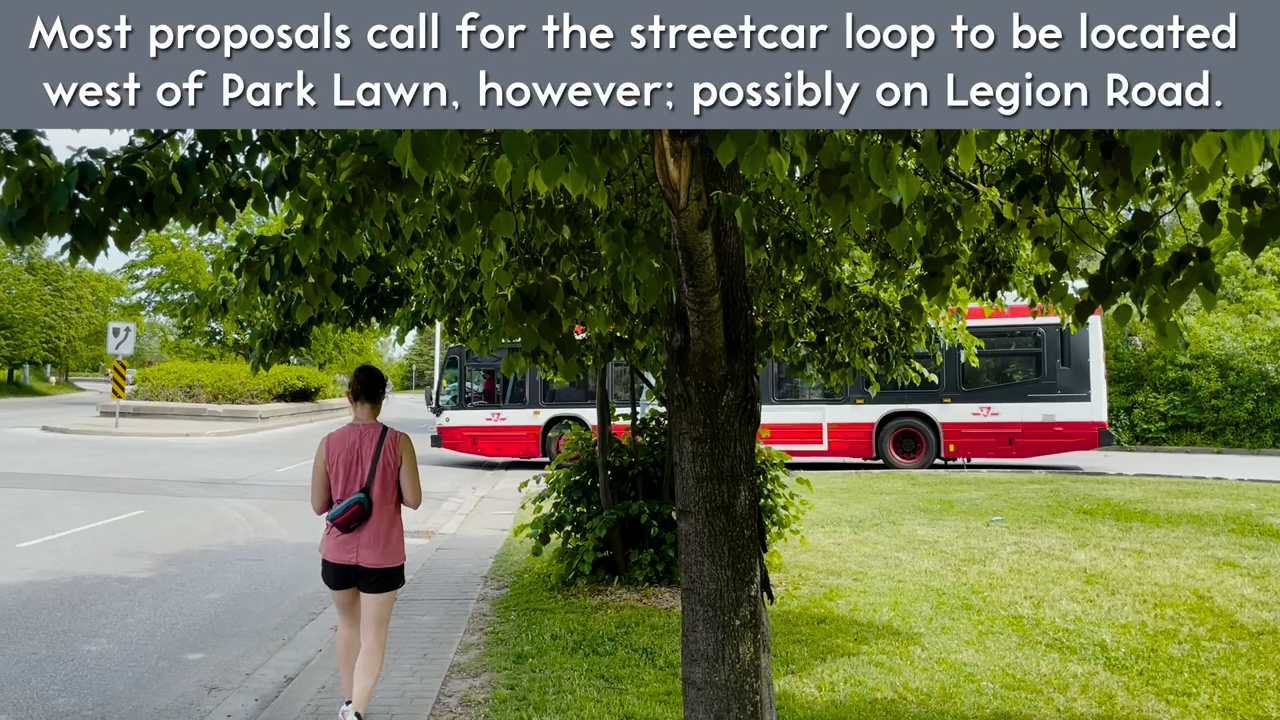 Most proposals call for the streetcar loop to be located
west of Park Lawn, however; possibly on Legion Road.